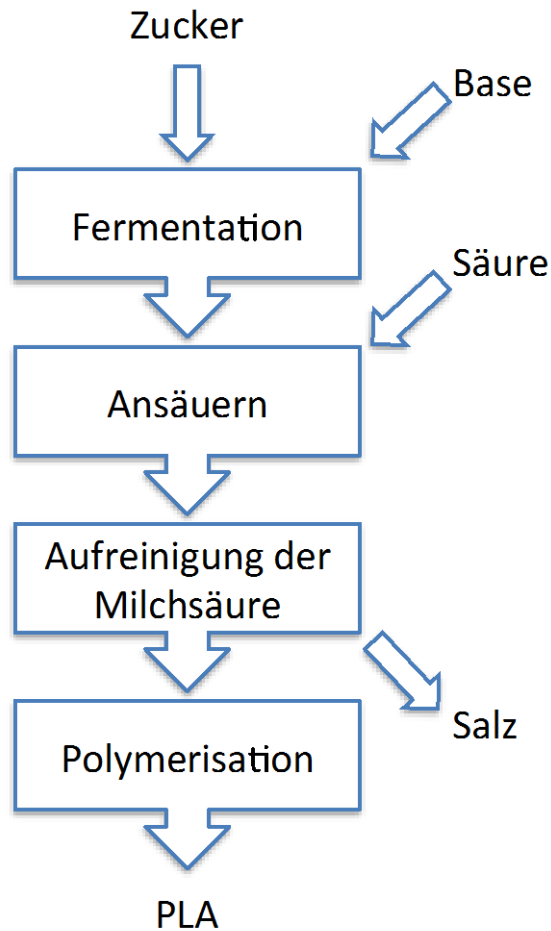 Zucker
Base
Fermentation
Säure
Ansäuern
Aufreinigung der
Milchsäure
Salz
Polymerisation
PLA